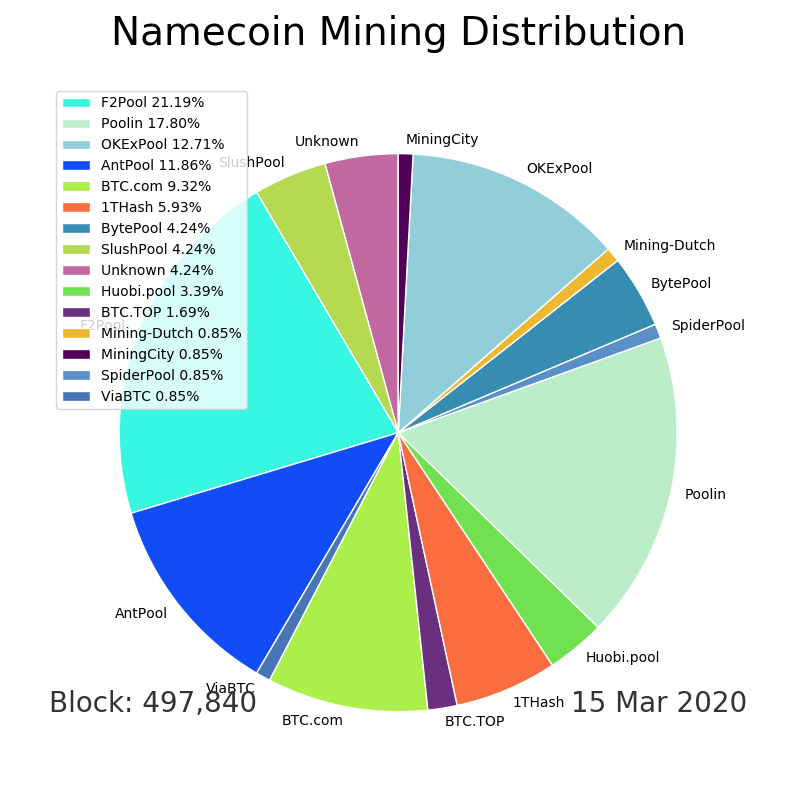 Namecoin Mining Distribution
F2Pool 21.19%
Poolin 17.80%
OKExPool 12.71%
AntPool 11.86%
BTC.com 9.32%
1THash 5.93%
BytePool 4.24%
SlushPool 4.24%
Unknown 4.24%
Huobi.pool 3.39%
BTC.TOP 1.69%
Mining-Dutch 0.85%
MiningCity 0.85%
SpiderPool 0.85%
ViaBTC 0.85%
MiningCity
OKExPool
Mining-Dutch
BytePool
SpiderPool
Poolin
Huobi.pool
1THash
BTC.TOP
BTC.com
ViaBTC
AntPool
F2Pool
SlushPool
Unknown
Block: 497,840
15 Mar 2020